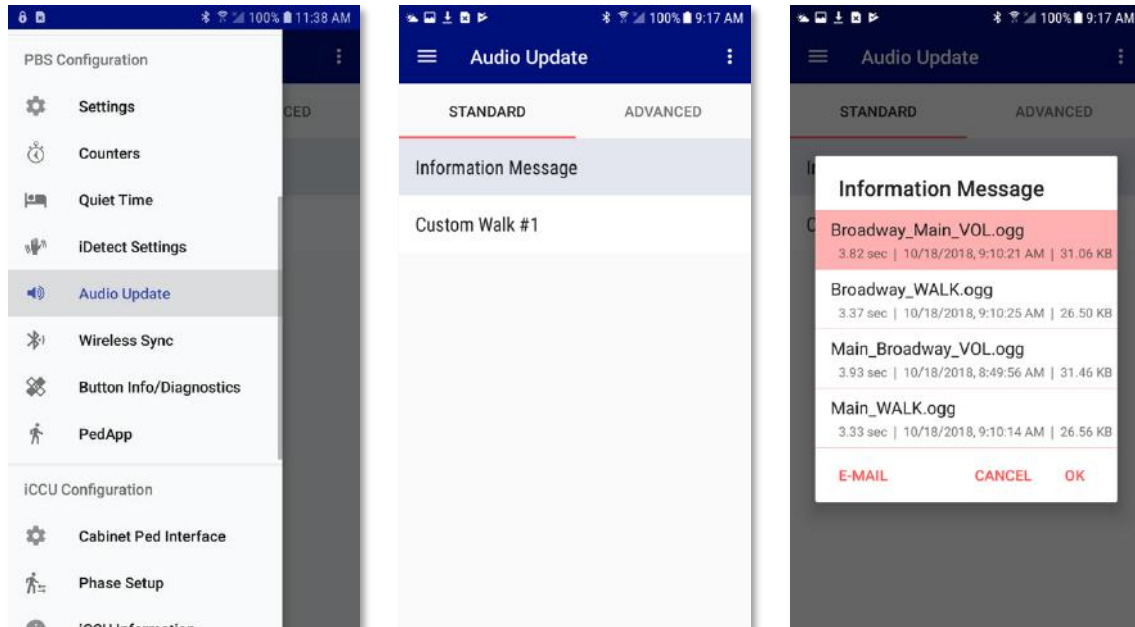 100% 11:38 AM
PBS Configuration
CED
Settings
Counters
Quiet Time
iDetect Settings
Audio Update
Wireless Sync
Button Info/Diagnostics
PedApp
iCCU Configuration
Cabinet Ped Interface
Phase Setup
iCCU Information
100% 9:17 AM
Audio Update
STANDARD ADVANCED
Information Message
Custom Walk #1
100% 9:17 AM
Audio Update
STANDARD ADVANCED
Information Message
Broadway_Main_VOL.ogg
3.82 sec | 10/18/2018, 9:10:21 AM | 31.06 KB
Broadway_WALK.ogg
3.37 sec | 10/18/2018, 9:10:25 AM | 26.50 KB
Main_Broadway_VOL.ogg
3.93 sec | 10/18/2018, 8:49:56 AM | 31.46 KB
Main_WALK.ogg
3.33 sec | 10/18/2018, 9:10:14 AM | 26.56 KB
E-MAIL CANCEL OK